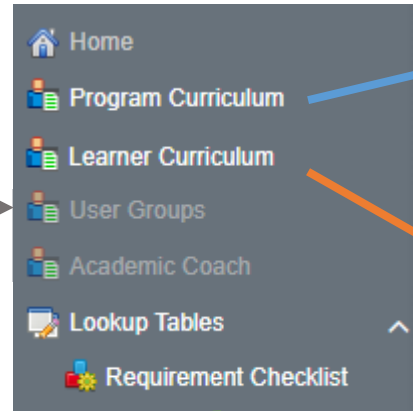 Home
Program Curriculum
Learner Curriculum
User Groups
Academic Coach
Lookup Tables
Requirement Checklist